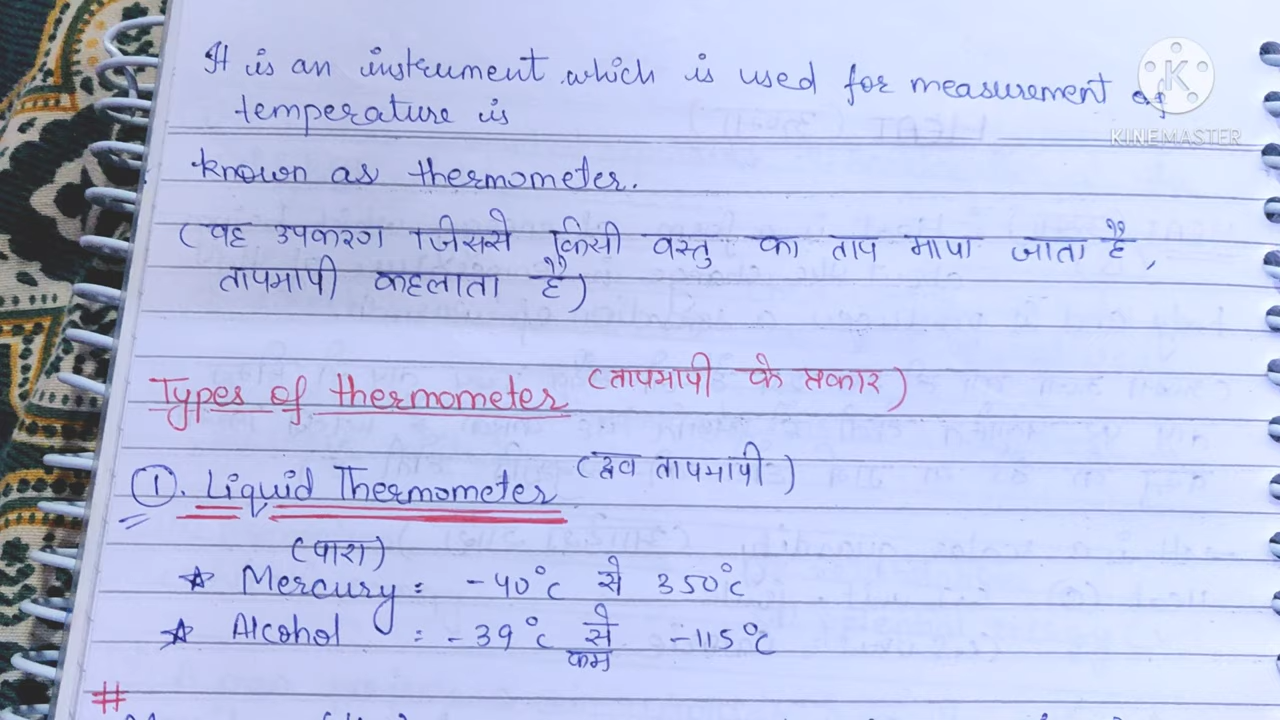 It is an instrument which is used for measurement of
temperature is
known as thermometer.
(वह उपकरण जिससे किसी वस्तु का ताप मापा जाता है,
तापमापी कहलाता है)
Types of thermometer (तापमापी के प्रकार)
①. Liquid Thermometer (द्रव तापमापी)
(पारा)
☆ Mercury : -40°C से 350°C
☆ Alcohol : -39°C से -115°C
कम
#
K
KINEMASTER